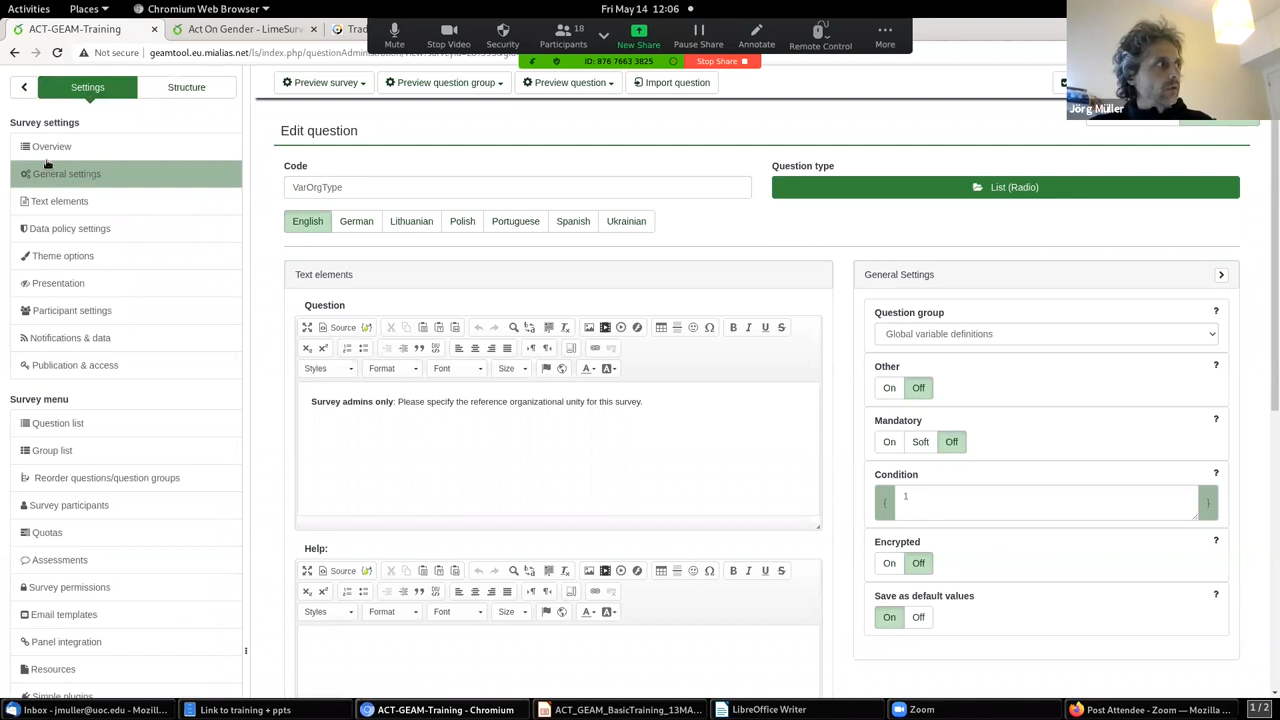 Activities Places Chromium Web Browser Fri May 14 12:06
ACT-GEAM-Training × Act On Gender - LimeSurv ×
Not secure geamtool.eu.mialias.net/ls/index.php/questionAdmin
Mute Stop Video Security Participants 18 New Share Pause Share Annotate Remote Control More
ID: 876 7663 3825 Stop Share
Jörg Müller
Settings Structure
Preview survey Preview question group Preview question Import question
Survey settings
Overview
General settings
Text elements
Data policy settings
Theme options
Presentation
Participant settings
Notifications & data
Publication & access
Survey menu
Question list
Group list
Reorder questions/question groups
Survey participants
Quotas
Assessments
Survey permissions
Email templates
Panel integration
Resources
Simple plugins
Edit question
Code
VarOrgType
Question type
List (Radio)
English German Lithuanian Polish Portuguese Spanish Ukrainian
Text elements
Question
Source
B I U S
Styles Format Font Size A A
Survey admins only: Please specify the reference organizational unity for this survey.
Help:
Source
B I U S
Styles Format Font Size A A
General Settings
Question group ?
Global variable definitions
Other ?
On Off
Mandatory ?
On Soft Off
Condition ?
{ 1 }
Encrypted ?
On Off
Save as default values ?
On Off
Inbox - jmuller@uoc.edu - Mozill... Link to training + ppts ACT-GEAM-Training - Chromium ACT_GEAM_BasicTraining_13MA... LibreOffice Writer Zoom Post Attendee - Zoom — Mozilla ... 1/2